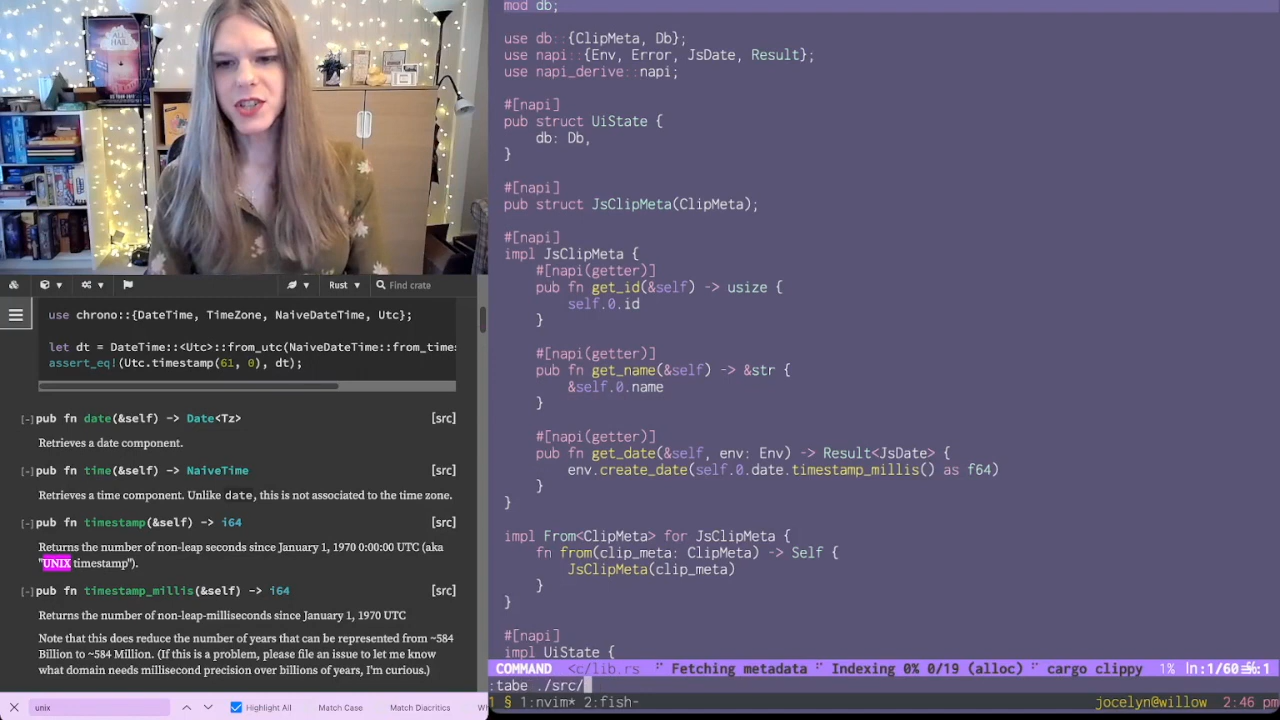 ALL
HAIL
Rust
Find crate
use chrono::{DateTime, TimeZone, NaiveDateTime, Utc};
let dt = DateTime::<Utc>::from_utc(NaiveDateTime::from_time
assert_eq!(Utc.timestamp(61, 0), dt);
[-]pub fn date(&self) -> Date<Tz> [src]
Retrieves a date component.
[-]pub fn time(&self) -> NaiveTime [src]
Retrieves a time component. Unlike date, this is not associated to the time zone.
[-]pub fn timestamp(&self) -> i64 [src]
Returns the number of non-leap seconds since January 1, 1970 0:00:00 UTC (aka
"UNIX timestamp").
[-]pub fn timestamp_millis(&self) -> i64 [src]
Returns the number of non-leap-milliseconds since January 1, 1970 UTC
Note that this does reduce the number of years that can be represented from ~584
Billion to ~584 Million. (If this is a problem, please file an issue to let me know
what domain needs millisecond precision over billions of years, I'm curious.)
unix Highlight All Match Case Match Diacritics
mod db;
use db::{ClipMeta, Db};
use napi::{Env, Error, JsDate, Result};
use napi_derive::napi;
#[napi]
pub struct UiState {
db: Db,
}
#[napi]
pub struct JsClipMeta(ClipMeta);
#[napi]
impl JsClipMeta {
#[napi(getter)]
pub fn get_id(&self) -> usize {
self.0.id
}
#[napi(getter)]
pub fn get_name(&self) -> &str {
&self.0.name
}
#[napi(getter)]
pub fn get_date(&self, env: Env) -> Result<JsDate> {
env.create_date(self.0.date.timestamp_millis() as f64)
}
}
impl From<ClipMeta> for JsClipMeta {
fn from(clip_meta: ClipMeta) -> Self {
JsClipMeta(clip_meta)
}
}
#[napi]
impl UiState {
COMMAND <c/lib.rs Fetching metadata Indexing 0% 0/19 (alloc) cargo clippy 1% ln:1/60
:tabe ./src/
1 § 1:nvim* 2:fish- jocelyn@willow 2:46 pm